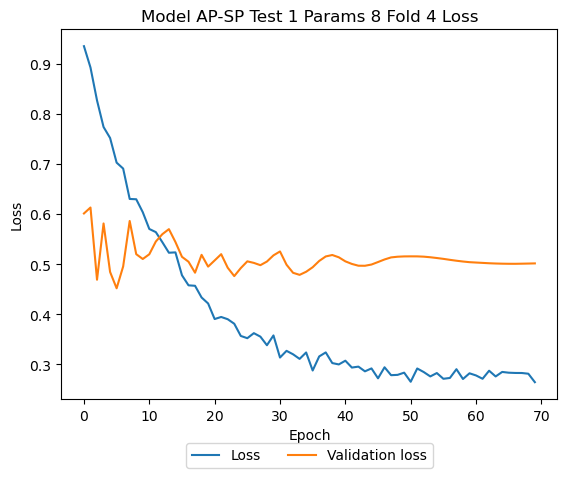 Model AP-SP Test 1 Params 8 Fold 4 Loss
0.9
0.8
0.7
0.6
0.5
0.4
0.3
Loss
0 10 20 30 40 50 60 70
Epoch
Loss Validation loss